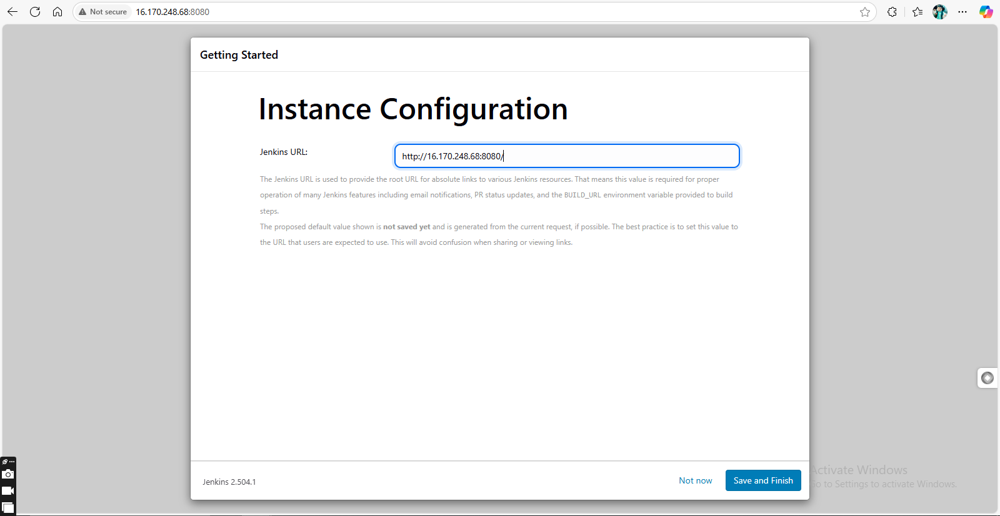 Not secure 16.170.248.68:8080
Getting Started
Instance Configuration
Jenkins URL:
http://16.170.248.68:8080/
The Jenkins URL is used to provide the root URL for absolute links to various Jenkins resources. That means this value is required for proper
operation of many Jenkins features including email notifications, PR status updates, and the BUILD_URL environment variable provided to build
steps.
The proposed default value shown is not saved yet and is generated from the current request, if possible. The best practice is to set this value to
the URL that users are expected to use. This will avoid confusion when sharing or viewing links.
Jenkins 2.504.1
Not now
Save and Finish
Activate Windows
Go to Settings to activate Windows.